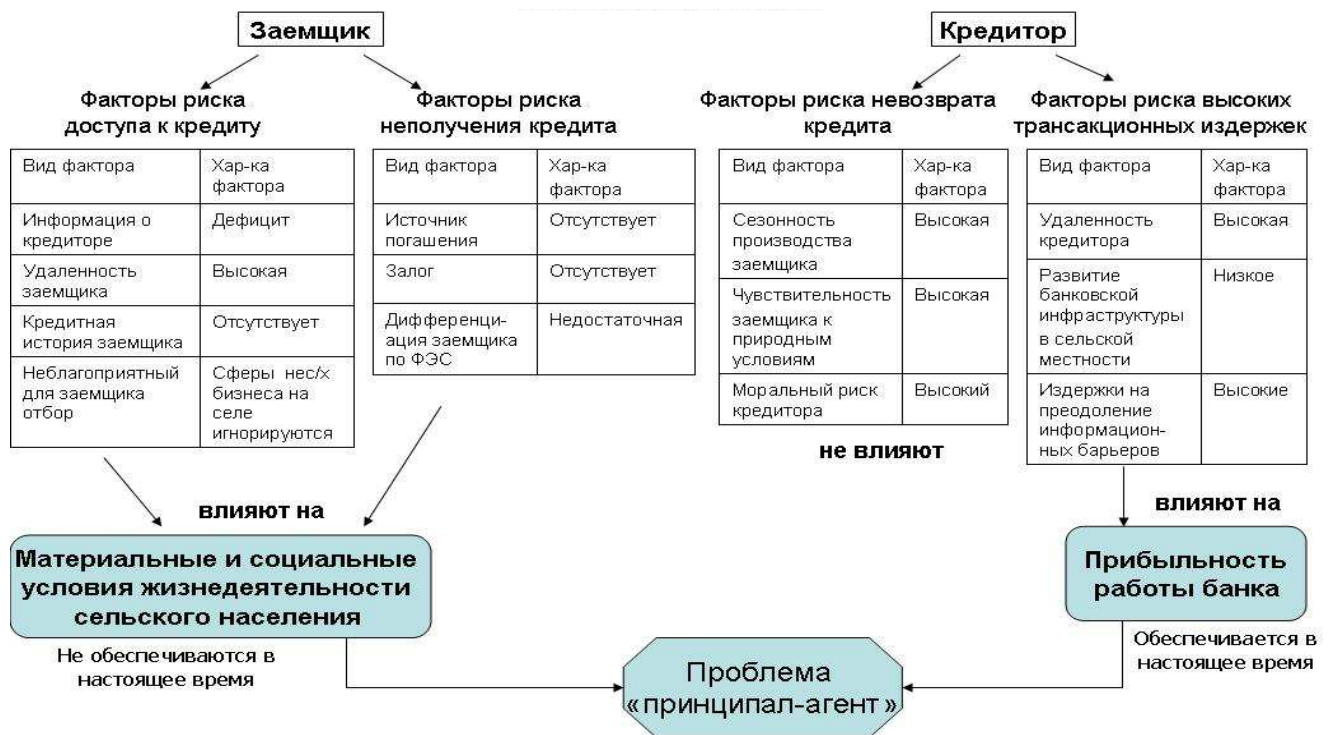 Заемщик
Кредитор
Факторы риска
доступа к кредиту
Факторы риска
неполучения кредита
Факторы риска невозврата
кредита
Факторы риска высоких
трансакционных издержек
Вид фактора
Хар-ка
фактора
Информация о
кредиторе
Дефицит
Удаленность
заемщика
Высокая
Кредитная
история заемщика
Отсутствует
Неблагоприятный
для заемщика
отбор
Сферы нес/х
бизнеса на
селе
игнорируются
Вид фактора
Хар-ка
фактора
Источник
погашения
Отсутствует
Залог
Отсутствует
Дифференци-
ация заемщика
по ФЭС
Недостаточная
Вид фактора
Хар-ка
фактора
Сезонность
производства
заемщика
Высокая
Чувствительность
заемщика к
природным
условиям
Высокая
Моральный риск
кредитора
Высокий
Вид фактора
Хар-ка
фактора
Удаленность
кредитора
Высокая
Развитие
банковской
инфраструктуры
в сельской
местности
Низкое
Издержки на
преодоление
информацион-
ных барьеров
Высокие
не влияют
влияют на
влияют на
Материальные и социальные
условия жизнедеятельности
сельского населения
Прибыльность
работы банка
Не обеспечиваются в
настоящее время
Обеспечивается в
настоящее время
Проблема
«принципал-агент»